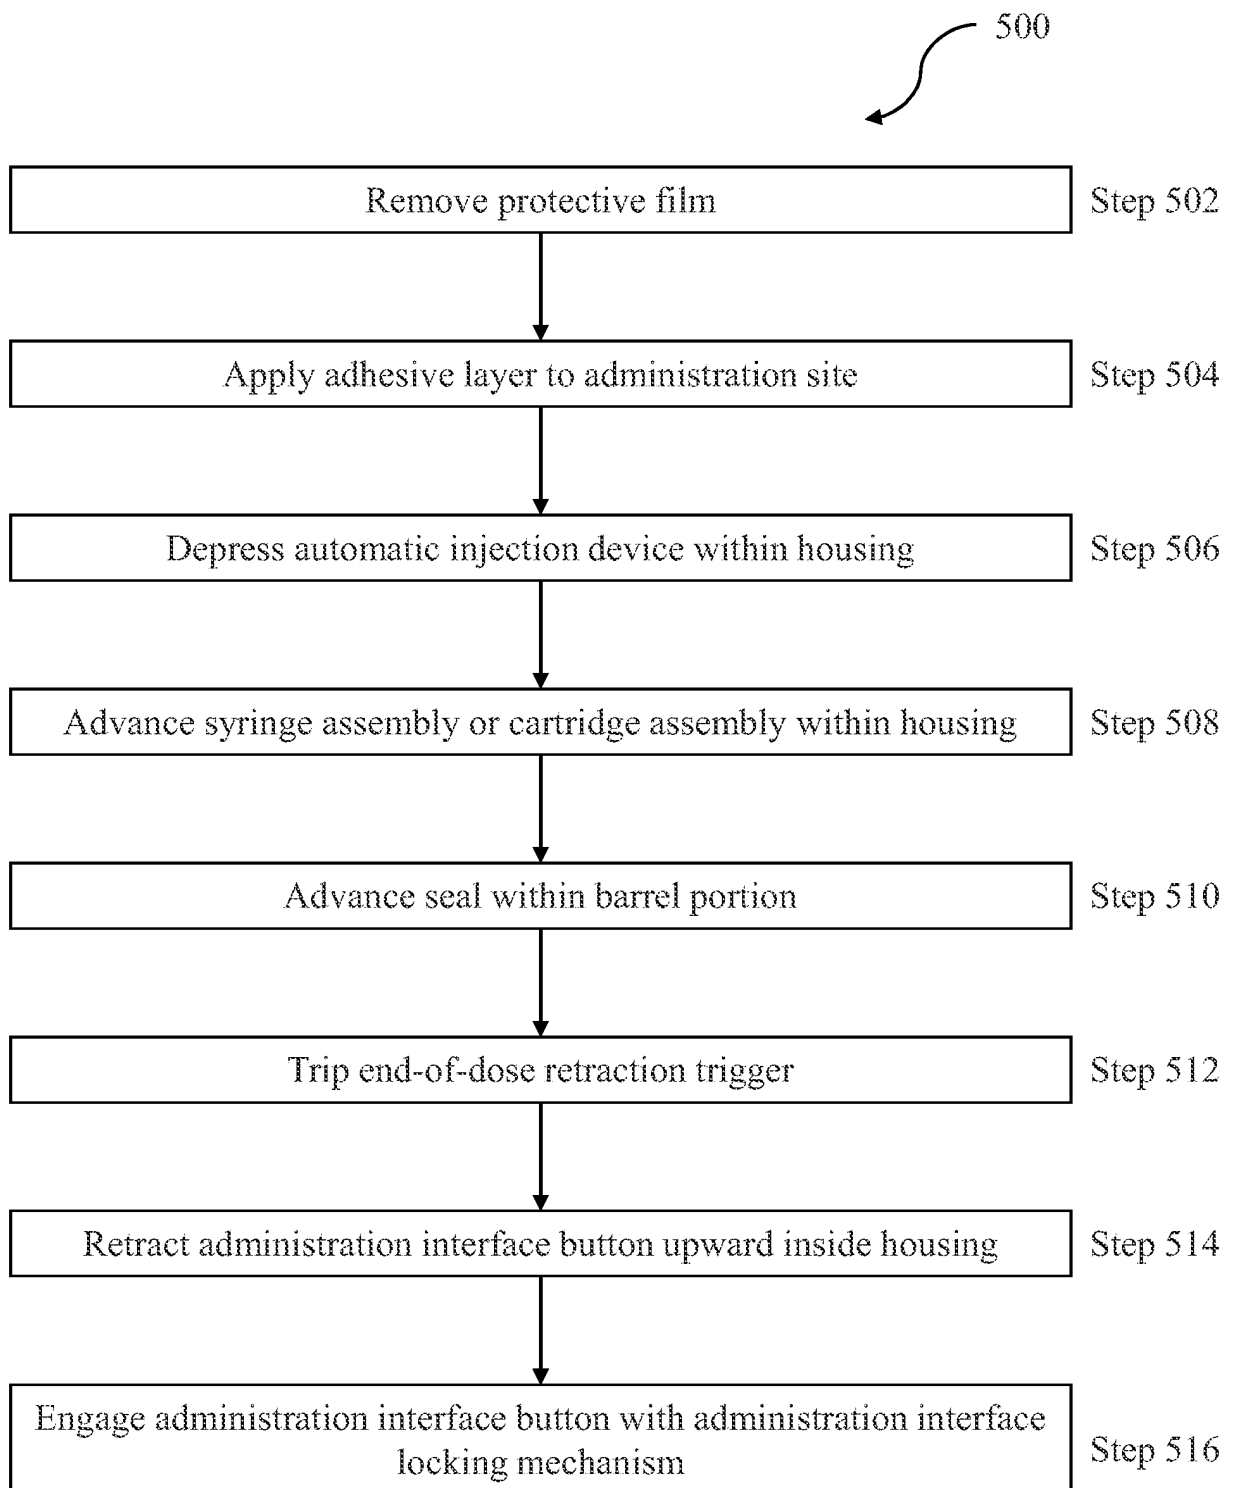 500
Remove protective film
Step 502
Apply adhesive layer to administration site
Step 504
Depress automatic injection device within housing
Step 506
Advance syringe assembly or cartridge assembly within housing
Step 508
Advance seal within barrel portion
Step 510
Trip end-of-dose retraction trigger
Step 512
Retract administration interface button upward inside housing
Step 514
Engage administration interface button with administration interface
locking mechanism
Step 516